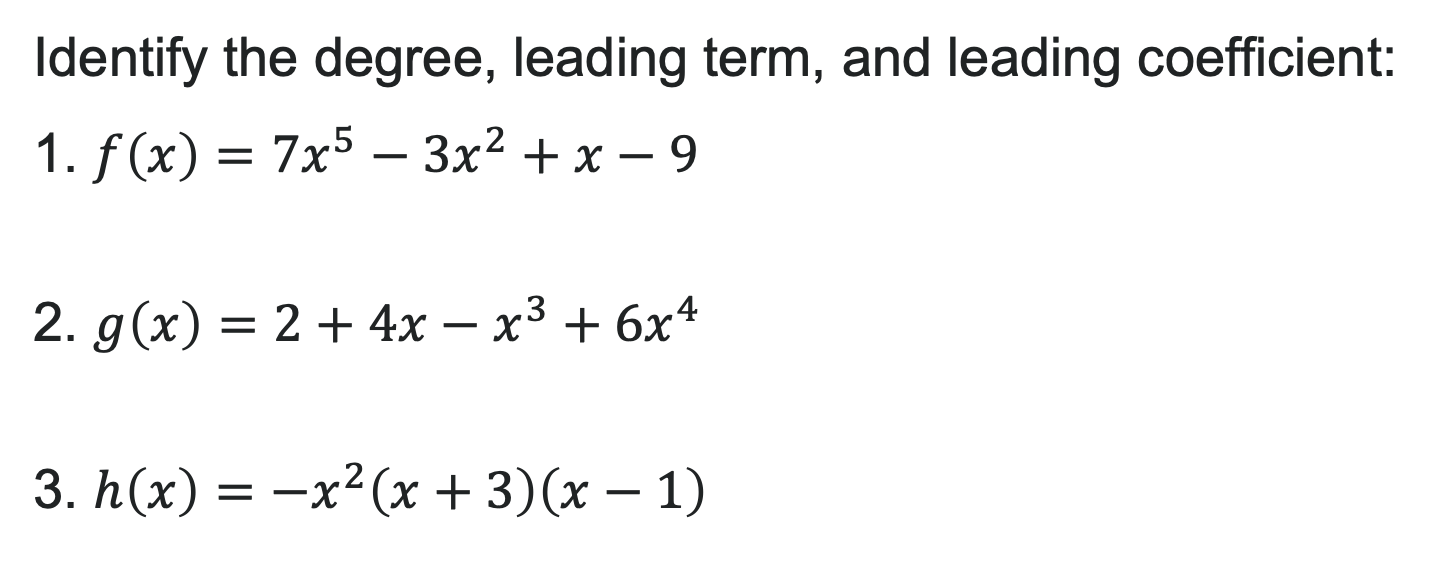 Identify the degree, leading term, and leading coefficient:
1. f(x) = 7x⁵ − 3x² + x − 9
2. g(x) = 2 + 4x − x³ + 6x⁴
3. h(x) = −x²(x + 3)(x − 1)